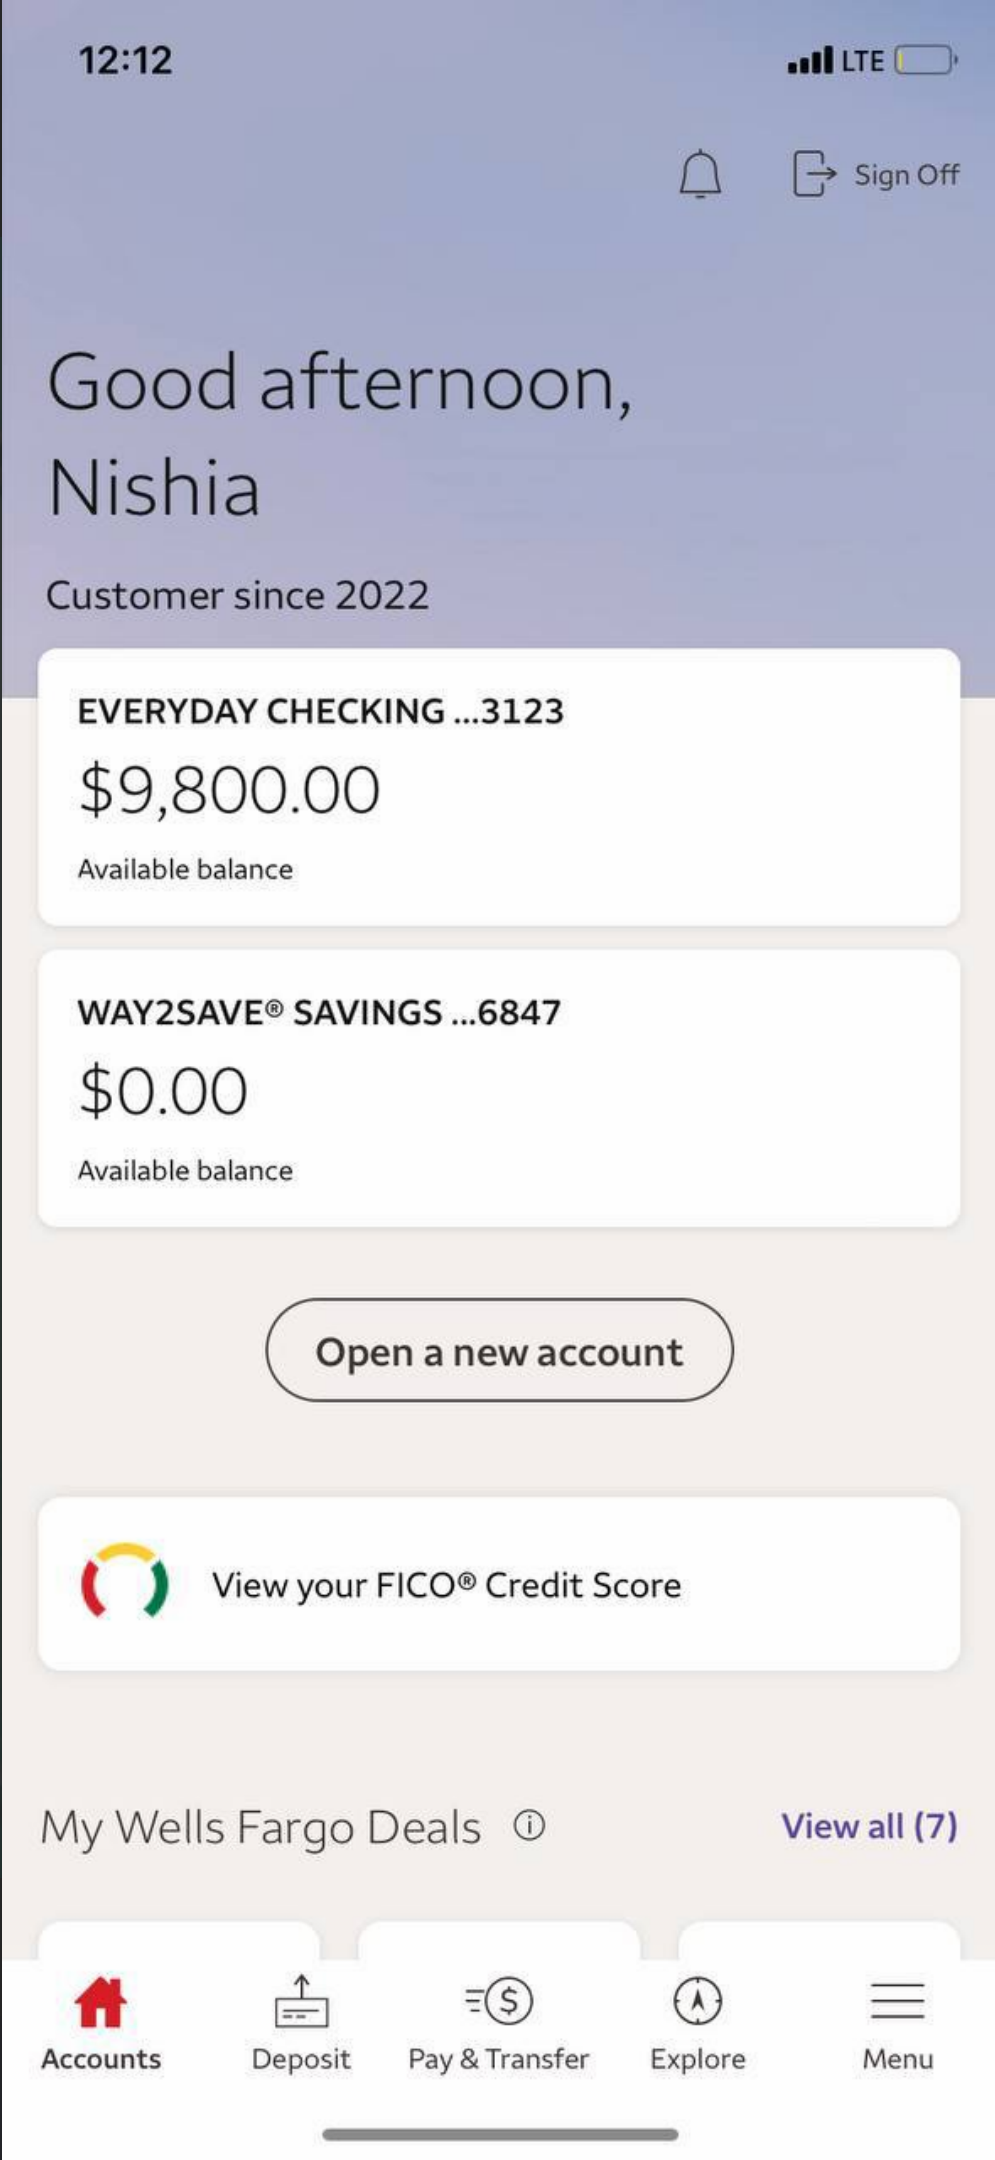 12:12
LTE
Sign Off
Good afternoon,
Nishia
Customer since 2022
EVERYDAY CHECKING ...3123
$9,800.00
Available balance
WAY2SAVE® SAVINGS ...6847
$0.00
Available balance
Open a new account
View your FICO® Credit Score
My Wells Fargo Deals
View all (7)
Accounts Deposit Pay & Transfer Explore Menu